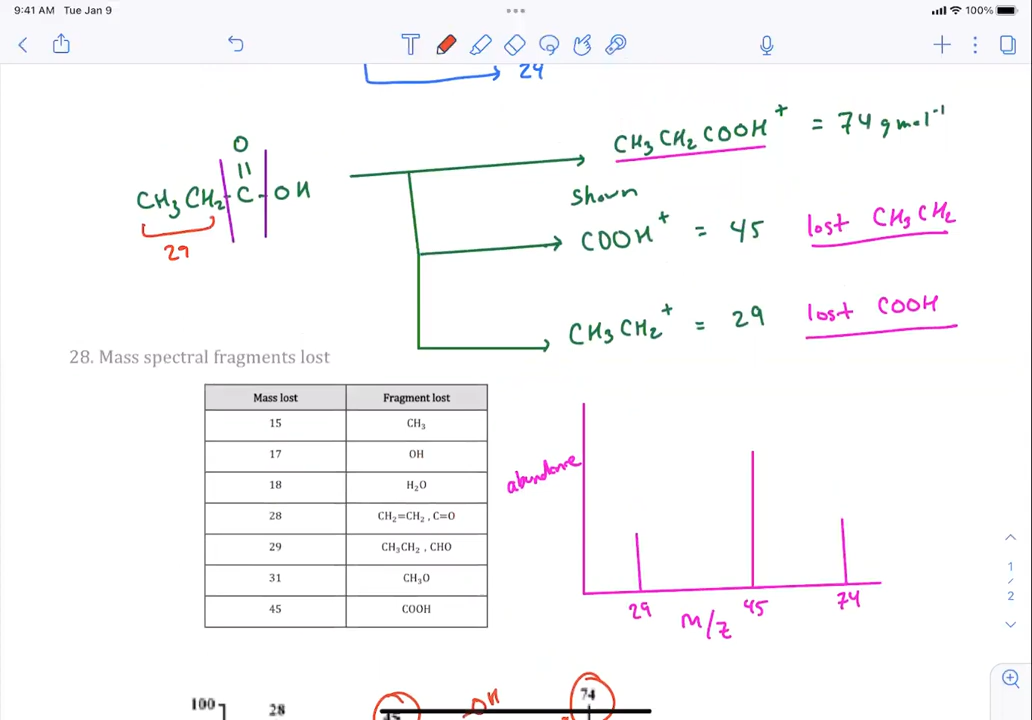 9:41 AM Tue Jan 9
100%
24
CH3CH2COOH+ = 74 g mol-1
O
CH3CH2-C-OH
29
shown
COOH+ = 45 lost CH3CH2
CH3CH2+ = 29 lost COOH
28. Mass spectral fragments lost
Mass lost Fragment lost
15 CH₃
17 OH
18 H₂O
28 CH₂=CH₂ , C=O
29 CH₃CH₂ , CHO
31 CH₃O
45 COOH
abundance
29 45 74
M/Z
1
/
2
100 28 OH 74